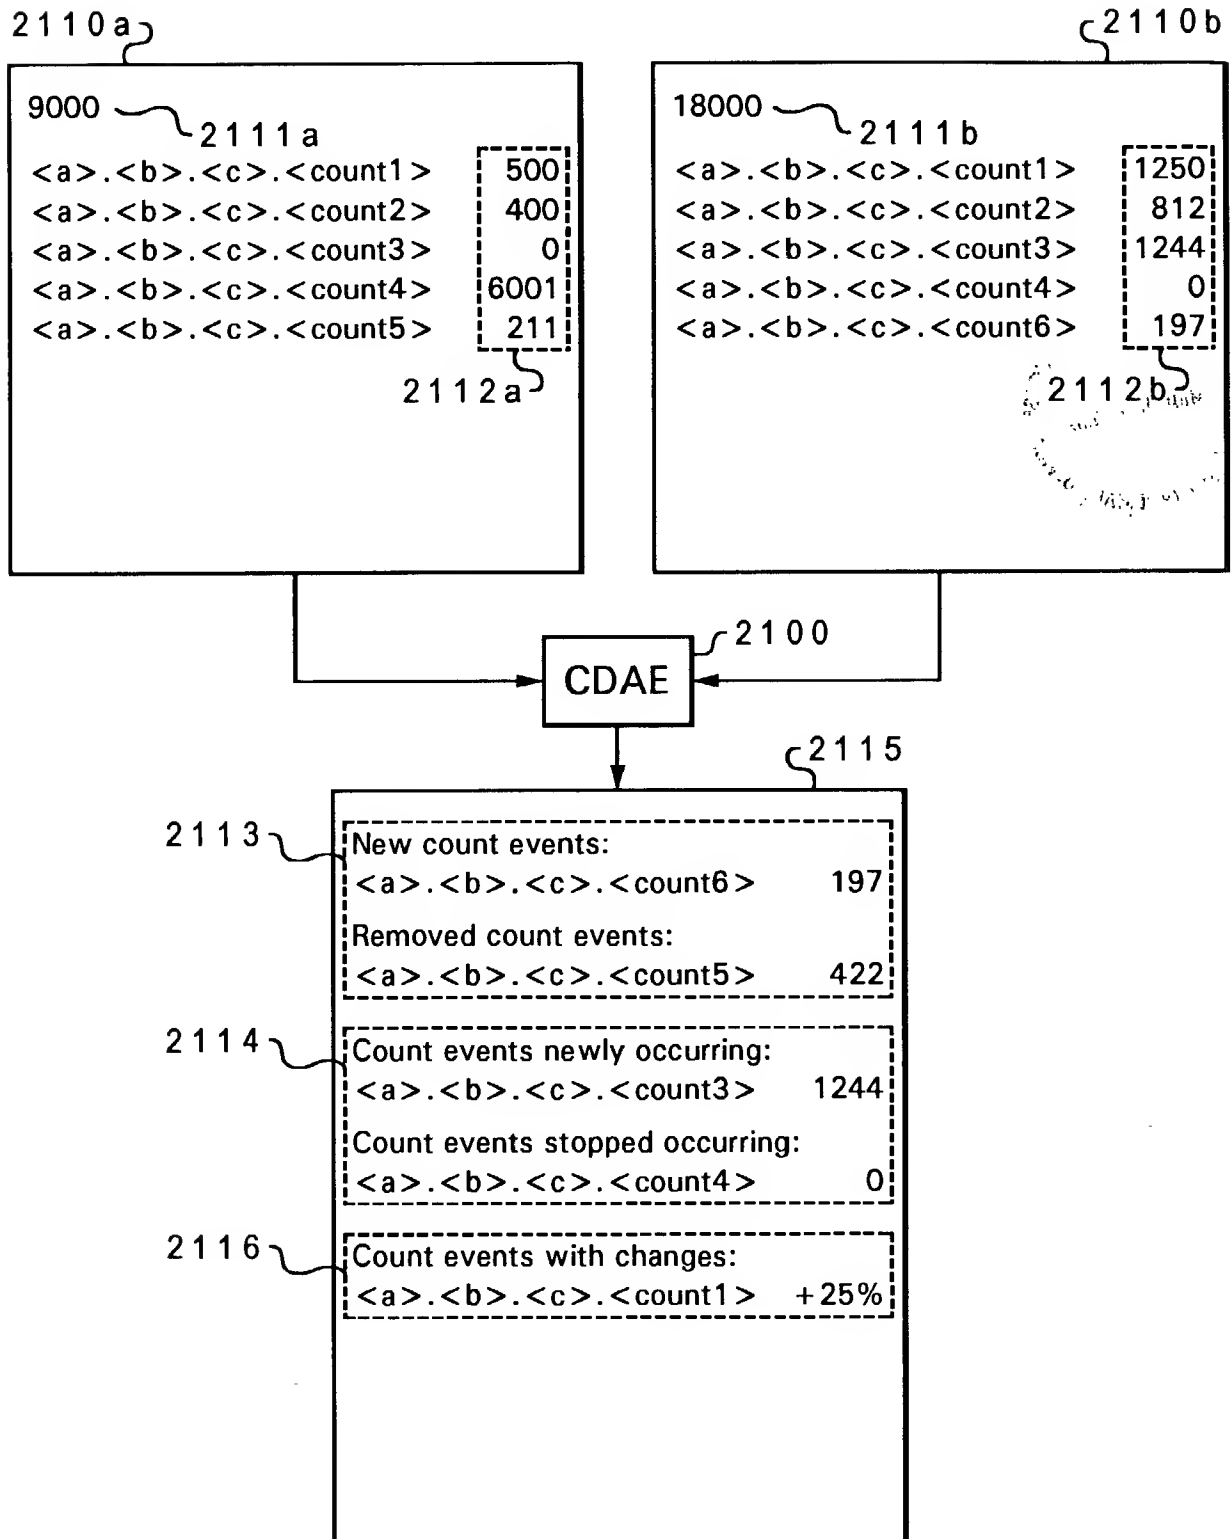 2110a
9000
2111a
<a>.<b>.<c>.<count1> 500
<a>.<b>.<c>.<count2> 400
<a>.<b>.<c>.<count3> 0
<a>.<b>.<c>.<count4> 6001
<a>.<b>.<c>.<count5> 211
2112a
2110b
18000
2111b
<a>.<b>.<c>.<count1> 1250
<a>.<b>.<c>.<count2> 812
<a>.<b>.<c>.<count3> 1244
<a>.<b>.<c>.<count4> 0
<a>.<b>.<c>.<count6> 197
2112b
2100
CDAE
2115
2113
New count events:
<a>.<b>.<c>.<count6> 197
Removed count events:
<a>.<b>.<c>.<count5> 422
2114
Count events newly occurring:
<a>.<b>.<c>.<count3> 1244
Count events stopped occurring:
<a>.<b>.<c>.<count4> 0
2116
Count events with changes:
<a>.<b>.<c>.<count1> +25%